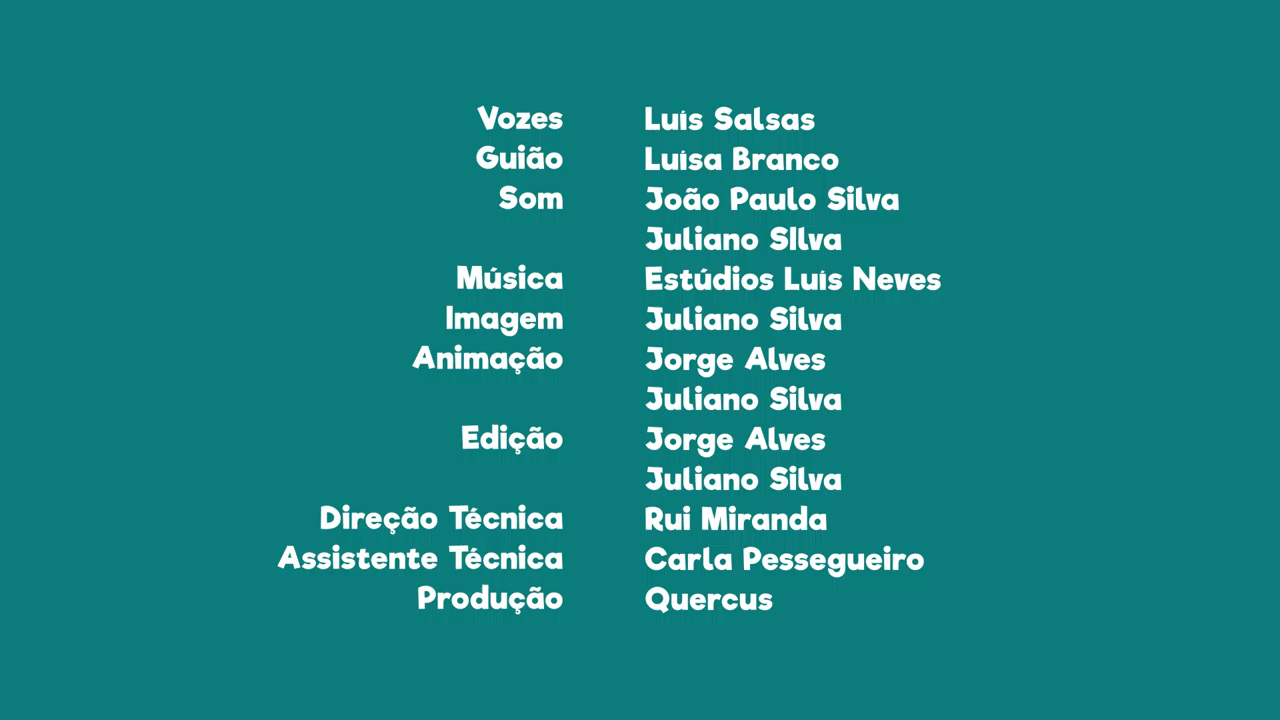 Vozes Luís Salsas
Guião Luísa Branco
Som João Paulo Silva
Juliano SIlva
Música Estúdios Luís Neves
Imagem Juliano Silva
Animação Jorge Alves
Juliano Silva
Edição Jorge Alves
Juliano Silva
Direção Técnica Rui Miranda
Assistente Técnica Carla Pessegueiro
Produção Quercus